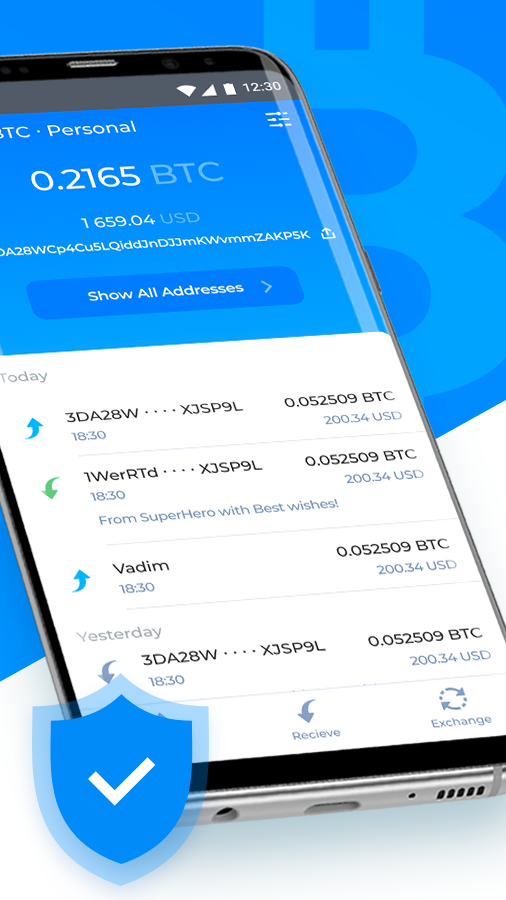 12:30
BTC · Personal
0.2165 BTC
1 659.04 USD
DA28WCp4Cu5LQiddJnDJJmKWvmmZAKP5K
Show All Addresses
Today
3DA28W · · · · XJSP9L 0.052509 BTC
18:30 200.34 USD
1WerRTd · · · · XJSP9L 0.052509 BTC
18:30 200.34 USD
From SuperHero with Best wishes!
Vadim 0.052509 BTC
18:30 200.34 USD
Yesterday
3DA28W · · · · XJSP9L 0.052509 BTC
18:30 200.34 USD
Recieve Exchange